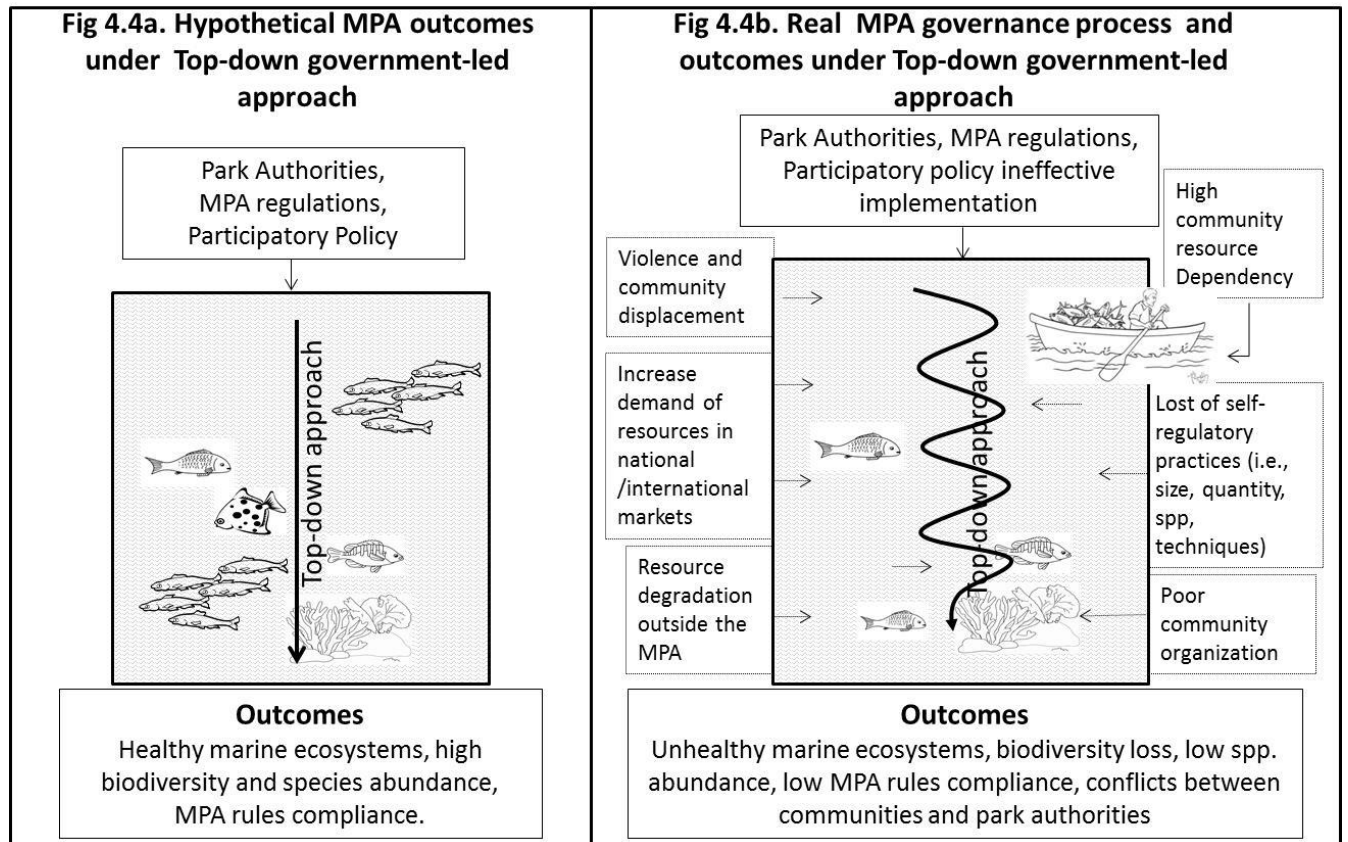 Fig 4.4a. Hypothetical MPA outcomes
under Top-down government-led
approach
Park Authorities,
MPA regulations,
Participatory Policy
Top-down approach
Outcomes
Healthy marine ecosystems, high
biodiversity and species abundance,
MPA rules compliance.
Fig 4.4b. Real MPA governance process and
outcomes under Top-down government-led
approach
Park Authorities, MPA regulations,
Participatory policy ineffective
implementation
Violence and
community
displacement
Increase
demand of
resources in
national
/international
markets
Resource
degradation
outside the
MPA
Top-down approach
High
community
resource
Dependency
Lost of self-
regulatory
practices (i.e.,
size, quantity,
spp,
techniques)
Poor
community
organization
Outcomes
Unhealthy marine ecosystems, biodiversity loss, low spp.
abundance, low MPA rules compliance, conflicts between
communities and park authorities